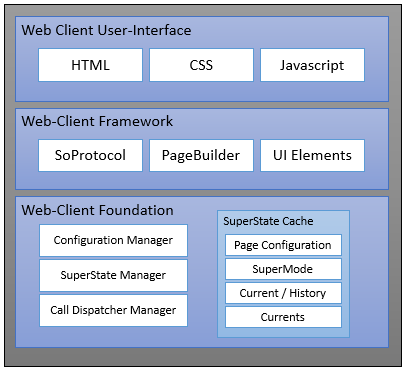 Web Client User-Interface
HTML
CSS
Javascript
Web-Client Framework
SoProtocol
PageBuilder
UI Elements
Web-Client Foundation
Configuration Manager
SuperState Manager
Call Dispatcher Manager
SuperState Cache
Page Configuration
SuperMode
Current / History
Currents